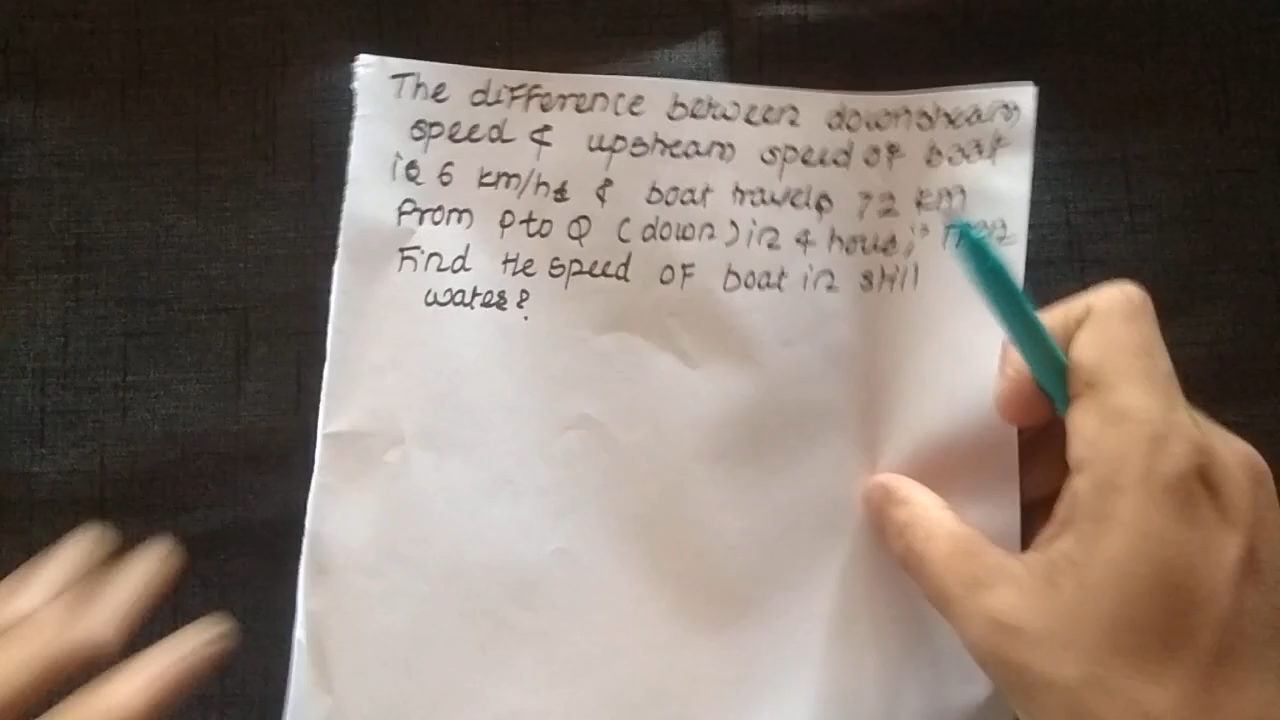 The difference between downstream
speed & upstream speed of boat
is 6 km/hr & boat travels 72 km
From P to Q (down) in 4 hours,
Find the speed of boat in still
water?